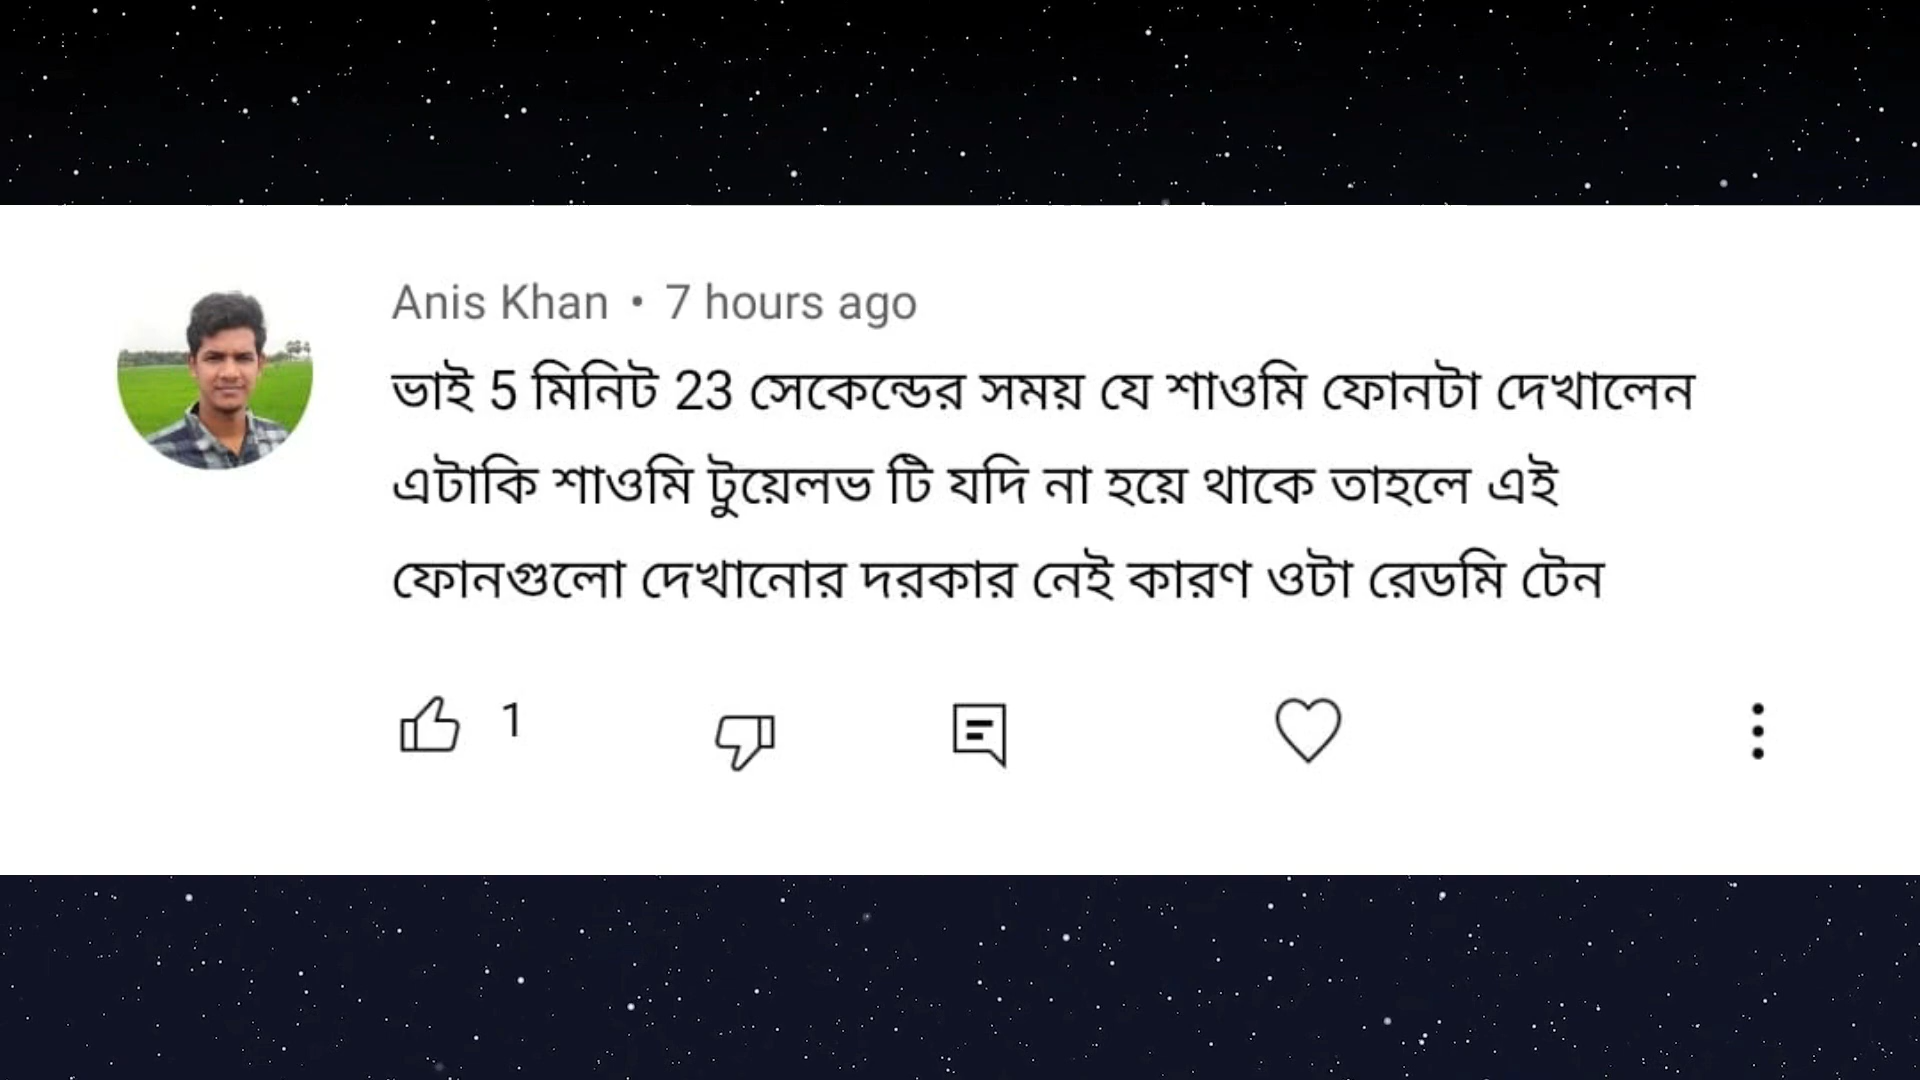 Anis Khan • 7 hours ago
ভাই 5 মিনিট 23 সেকেন্ডের সময় যে শাওমি ফোনটা দেখালেন
এটাকি শাওমি টুয়েলভ টি যদি না হয়ে থাকে তাহলে এই
ফোনগুলো দেখানোর দরকার নেই কারণ ওটা রেডমি টেন
1